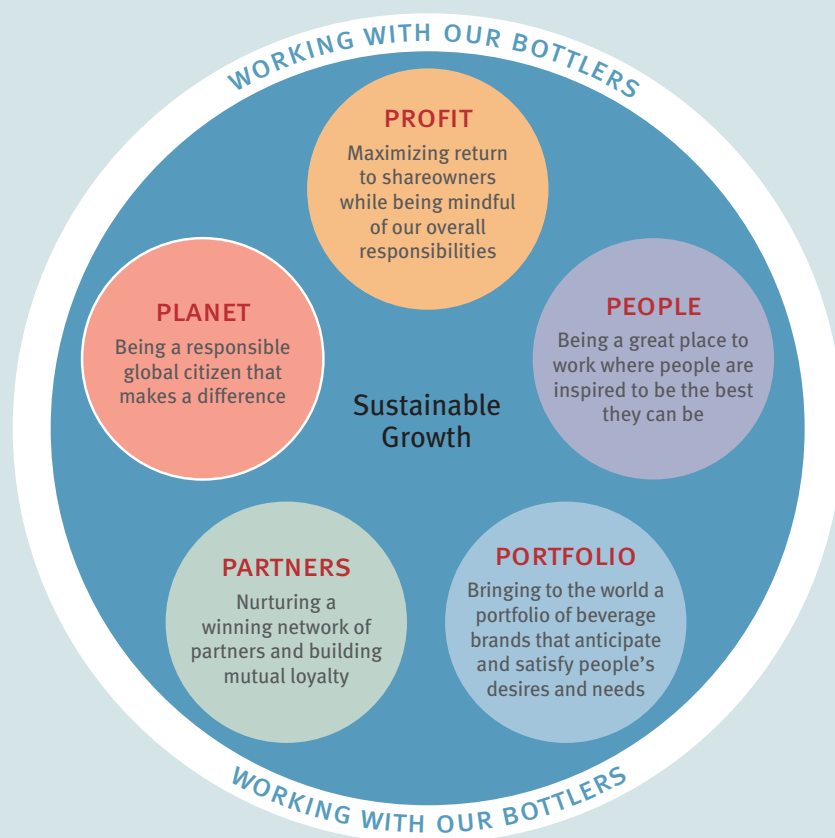 WORKING WITH OUR BOTTLERS
PROFIT
Maximizing return
to shareowners
while being mindful
of our overall
responsibilities
PLANET
Being a responsible
global citizen that
makes a difference
PEOPLE
Being a great place to
work where people are
inspired to be the best
they can be
Sustainable
Growth
PARTNERS
Nurturing a
winning network of
partners and building
mutual loyalty
PORTFOLIO
Bringing to the world a
portfolio of beverage
brands that anticipate
and satisfy people’s
desires and needs
WORKING WITH OUR BOTTLERS